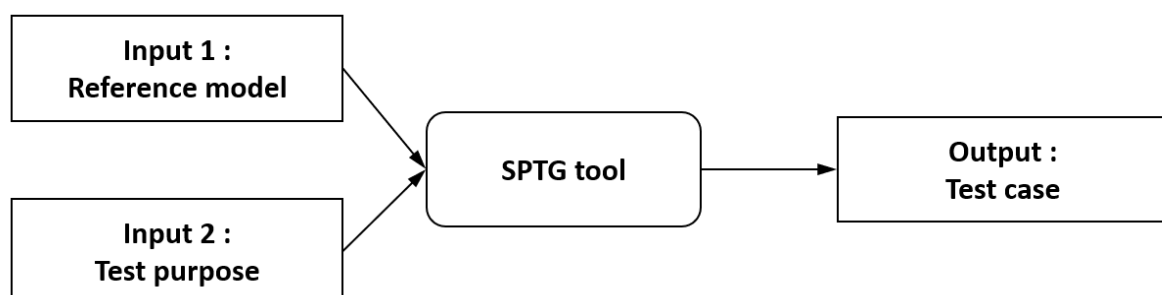 Input 1 :
Reference model
Input 2 :
Test purpose
SPTG tool
Output :
Test case